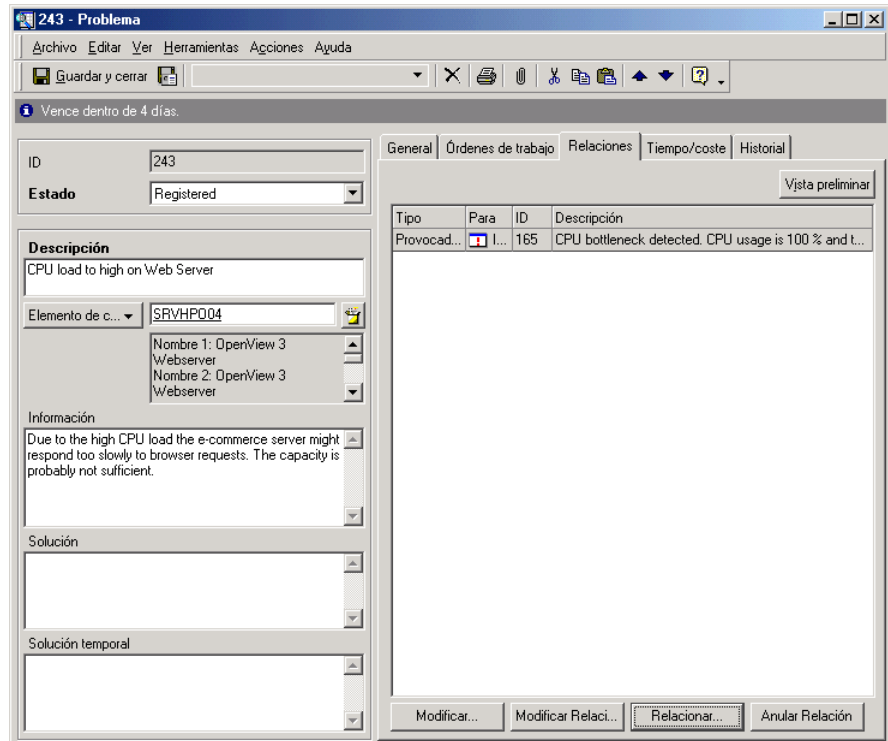 243 - Problema
Archivo Editar Ver Herramientas Acciones Ayuda
Guardar y cerrar
Vence dentro de 4 días.
ID 243
Estado Registered
Descripción
CPU load to high on Web Server
Elemento de c... SRVHPO04
Nombre 1: OpenView 3
Webserver
Nombre 2: OpenView 3
Webserver
Información
Due to the high CPU load the e-commerce server might
respond too slowly to browser requests. The capacity is
probably not sufficient.
Solución
Solución temporal
General Órdenes de trabajo Relaciones Tiempo/coste Historial
Vista preliminar
Tipo Para ID Descripción
Provocad... I... 165 CPU bottleneck detected. CPU usage is 100 % and t...
Modificar... Modificar Relaci... Relacionar... Anular Relación